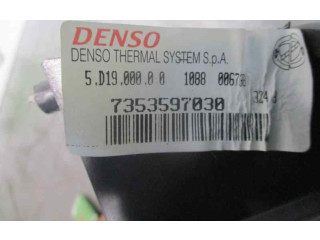 DENSO
DENSO THERMAL SYSTEM S.p.A.
5.D19.000.0 0 1088
7353597030